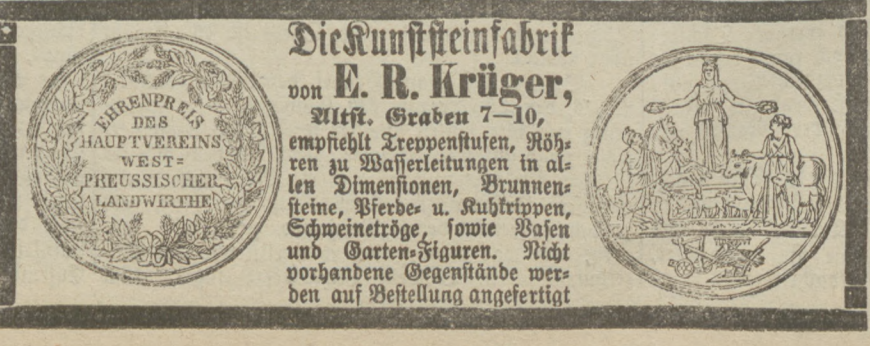 EHRENPREIS
DES
HAUPTVEREINS
WEST=
PREUSSISCHER
LANDWIRTHE
Die Kunststeinfabrik
von E. R. Krüger,
Altst. Graben 7—10,
empfiehlt Treppenstufen, Röh=
ren zu Wasserleitungen in al=
len Dimensionen, Brunnen=
steine, Pferde= u. Kuhkrippen,
Schweinetröge, sowie Vasen
und Garten=Figuren. Nicht
vorhandene Gegenstände wer=
den auf Bestellung angefertigt